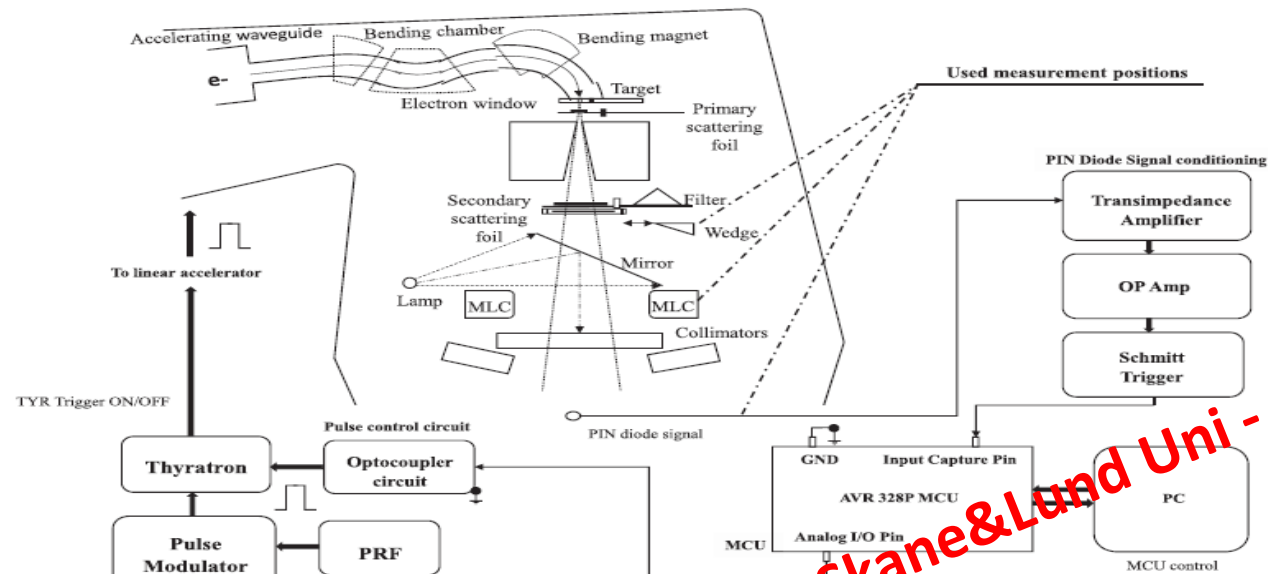 Accelerating waveguide
Bending chamber
Bending magnet
e-
Electron window
Target
Used measurement positions
Primary
scattering
foil
PIN Diode Signal conditioning
Transimpedance
Amplifier
Secondary
scattering
foil
Filter
Wedge
To linear accelerator
Mirror
OP Amp
Lamp
MLC
MLC
Collimators
Schmitt
Trigger
TYR Trigger ON/OFF
PIN diode signal
Pulse control circuit
Thyratron
Optocoupler
circuit
GND
Input Capture Pin
AVR 328P MCU
PC
Analog I/O Pin
MCU
Pulse
Modulator
PRF
MCU control
Skane&Lund Uni -